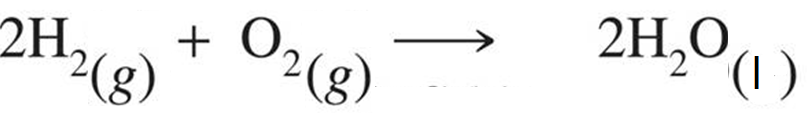 2H₂(g) + O₂(g) ⟶ 2H₂O(l)